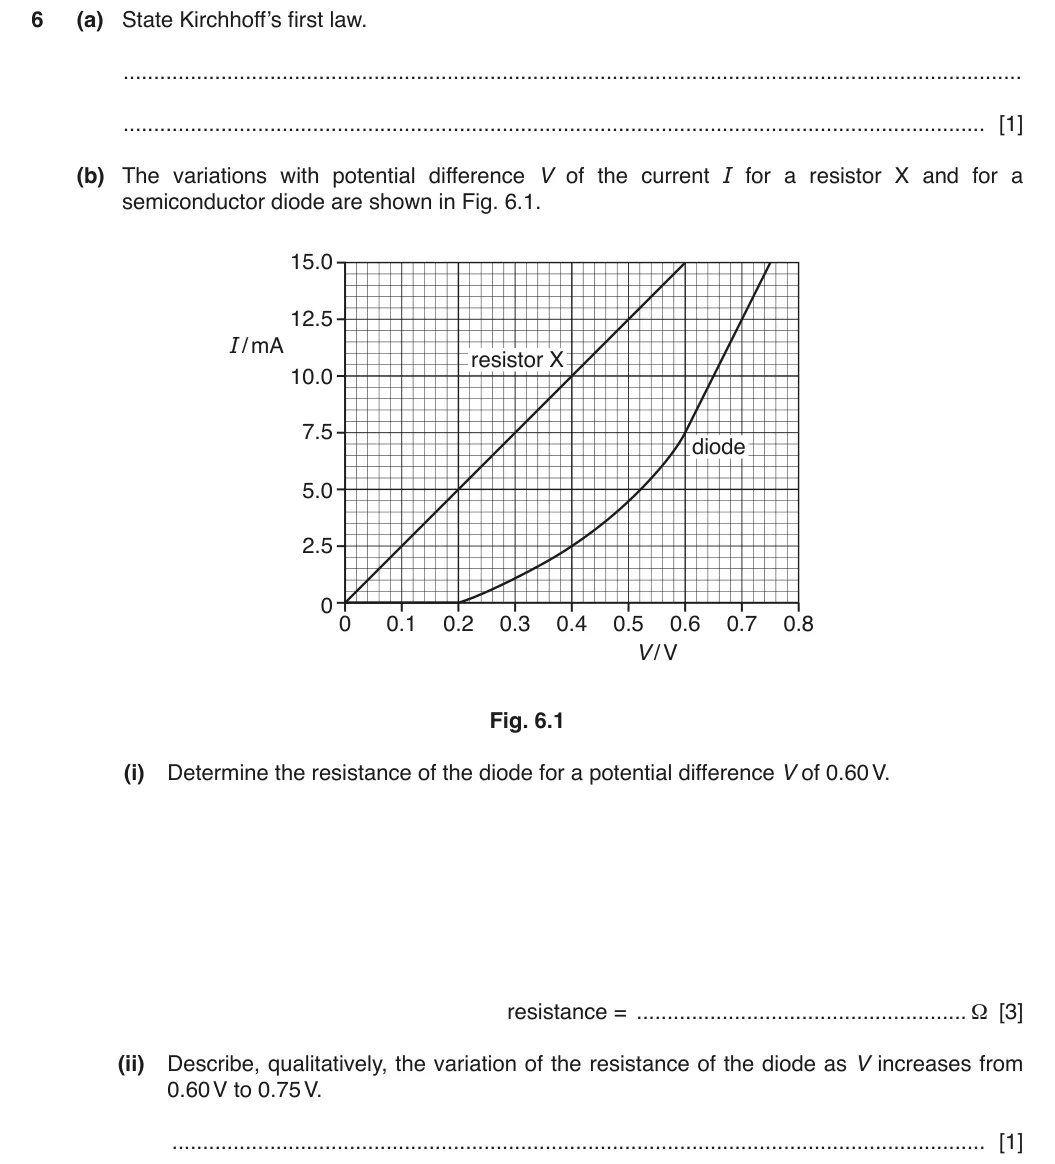 6 (a) State Kirchhoff’s first law.
..........................................................................................................................................................
.................................................................................................................................................... [1]
(b) The variations with potential difference V of the current I for a resistor X and for a
semiconductor diode are shown in Fig. 6.1.
15.0
12.5
I / mA
resistor X
10.0
7.5
diode
5.0
2.5
0
0 0.1 0.2 0.3 0.4 0.5 0.6 0.7 0.8
V / V
Fig. 6.1
(i) Determine the resistance of the diode for a potential difference V of 0.60 V.
resistance = ...................................................... Ω [3]
(ii) Describe, qualitatively, the variation of the resistance of the diode as V increases from
0.60 V to 0.75 V.
.......................................................................................................................................... [1]